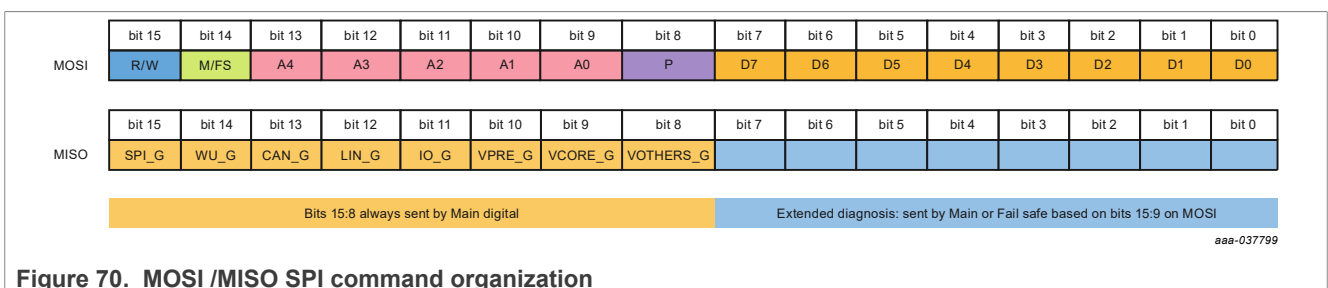 bit 15 bit 14 bit 13 bit 12 bit 11 bit 10 bit 9 bit 8 bit 7 bit 6 bit 5 bit 4 bit 3 bit 2 bit 1 bit 0
MOSI R/W M/FS A4 A3 A2 A1 A0 P D7 D6 D5 D4 D3 D2 D1 D0
bit 15 bit 14 bit 13 bit 12 bit 11 bit 10 bit 9 bit 8 bit 7 bit 6 bit 5 bit 4 bit 3 bit 2 bit 1 bit 0
MISO SPI_G WU_G CAN_G LIN_G IO_G VPRE_G VCORE_G VOTHERS_G
Bits 15:8 always sent by Main digital Extended diagnosis: sent by Main or Fail safe based on bits 15:9 on MOSI
aaa-037799
Figure 70. MOSI /MISO SPI command organization